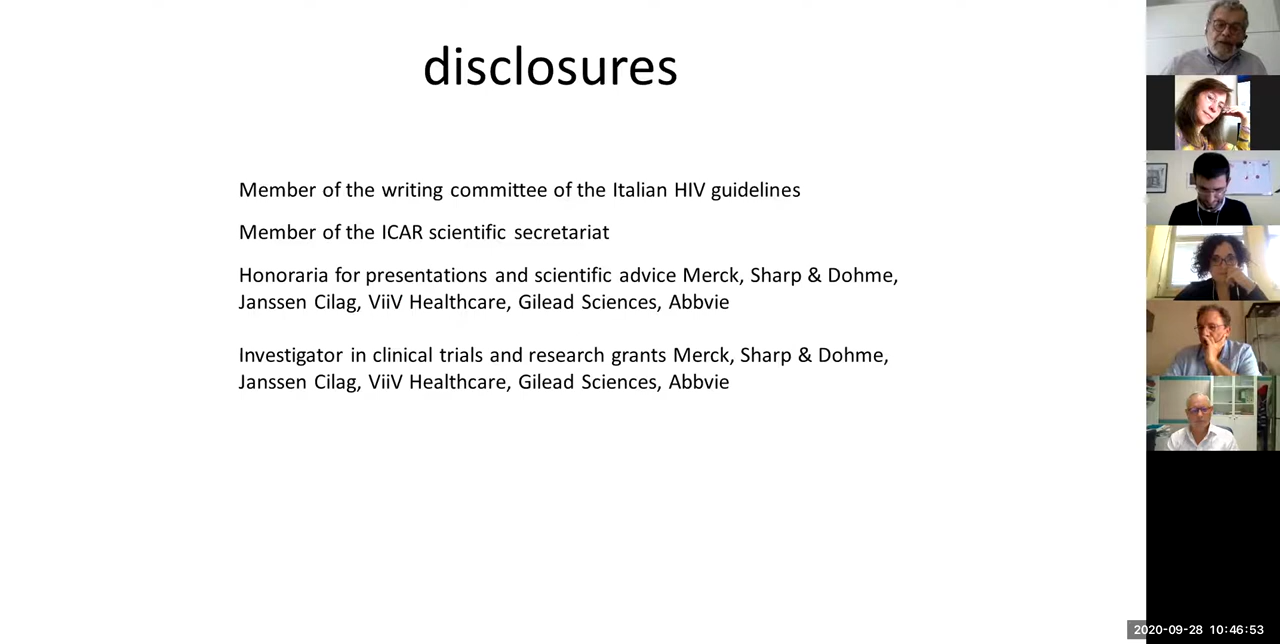 disclosures
Member of the writing committee of the Italian HIV guidelines
Member of the ICAR scientific secretariat
Honoraria for presentations and scientific advice Merck, Sharp & Dohme,
Janssen Cilag, ViiV Healthcare, Gilead Sciences, Abbvie
Investigator in clinical trials and research grants Merck, Sharp & Dohme,
Janssen Cilag, ViiV Healthcare, Gilead Sciences, Abbvie
2020-09-28 10:46:53